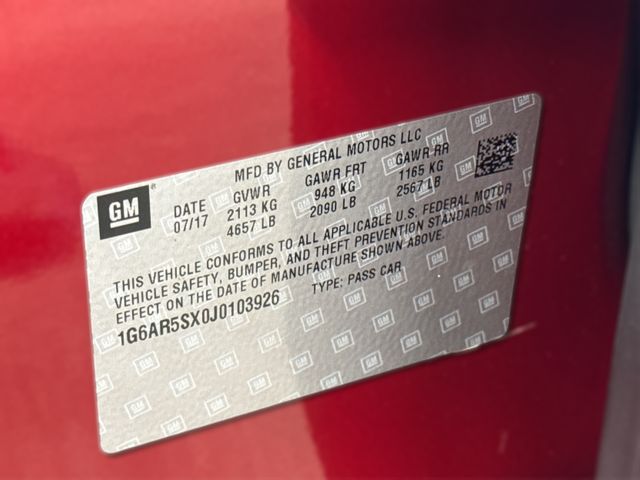 GM
MFD BY GENERAL MOTORS LLC
DATE GVWR GAWR FRT GAWR RR
07/17 2113 KG 948 KG 1165 KG
4657 LB 2090 LB 2567 LB
THIS VEHICLE CONFORMS TO ALL APPLICABLE U.S. FEDERAL MOTOR
VEHICLE SAFETY, BUMPER, AND THEFT PREVENTION STANDARDS IN
EFFECT ON THE DATE OF MANUFACTURE SHOWN ABOVE.
1G6AR5SX0J0103926 TYPE: PASS CAR